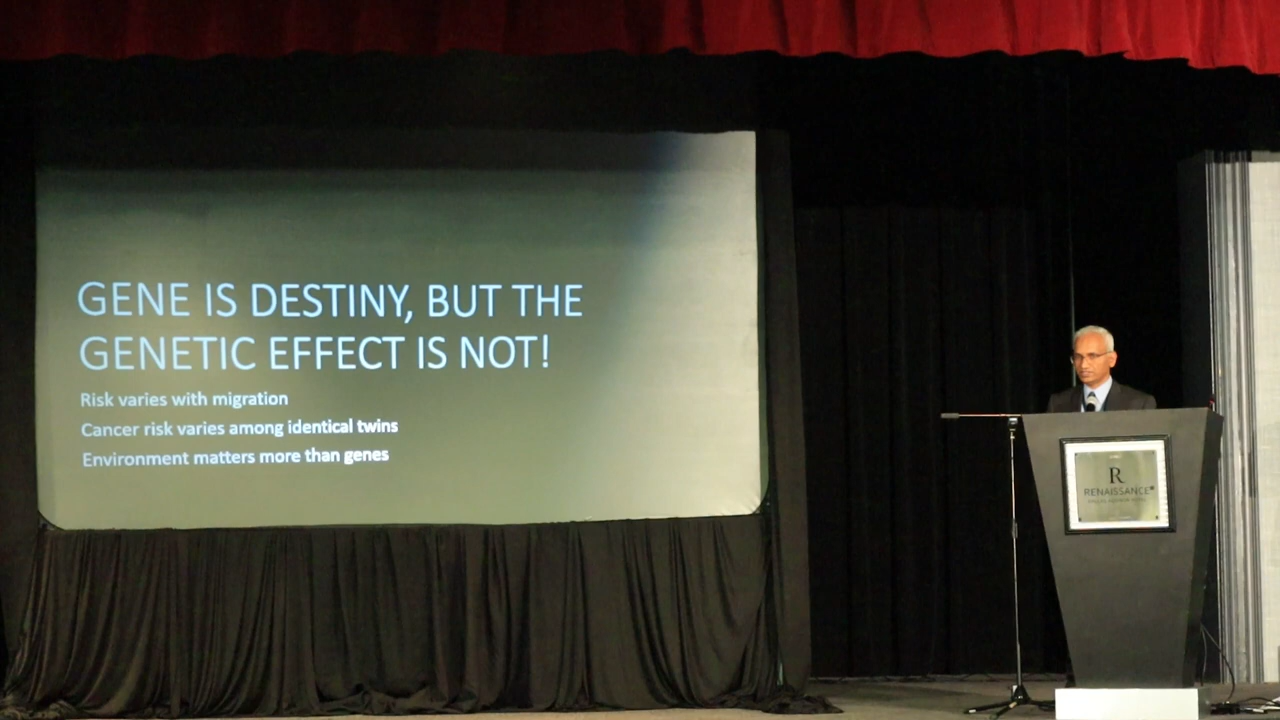 GENE IS DESTINY, BUT THE
GENETIC EFFECT IS NOT!
Risk varies with migration
Cancer risk varies among identical twins
Environment matters more than genes
R
RENAISSANCE